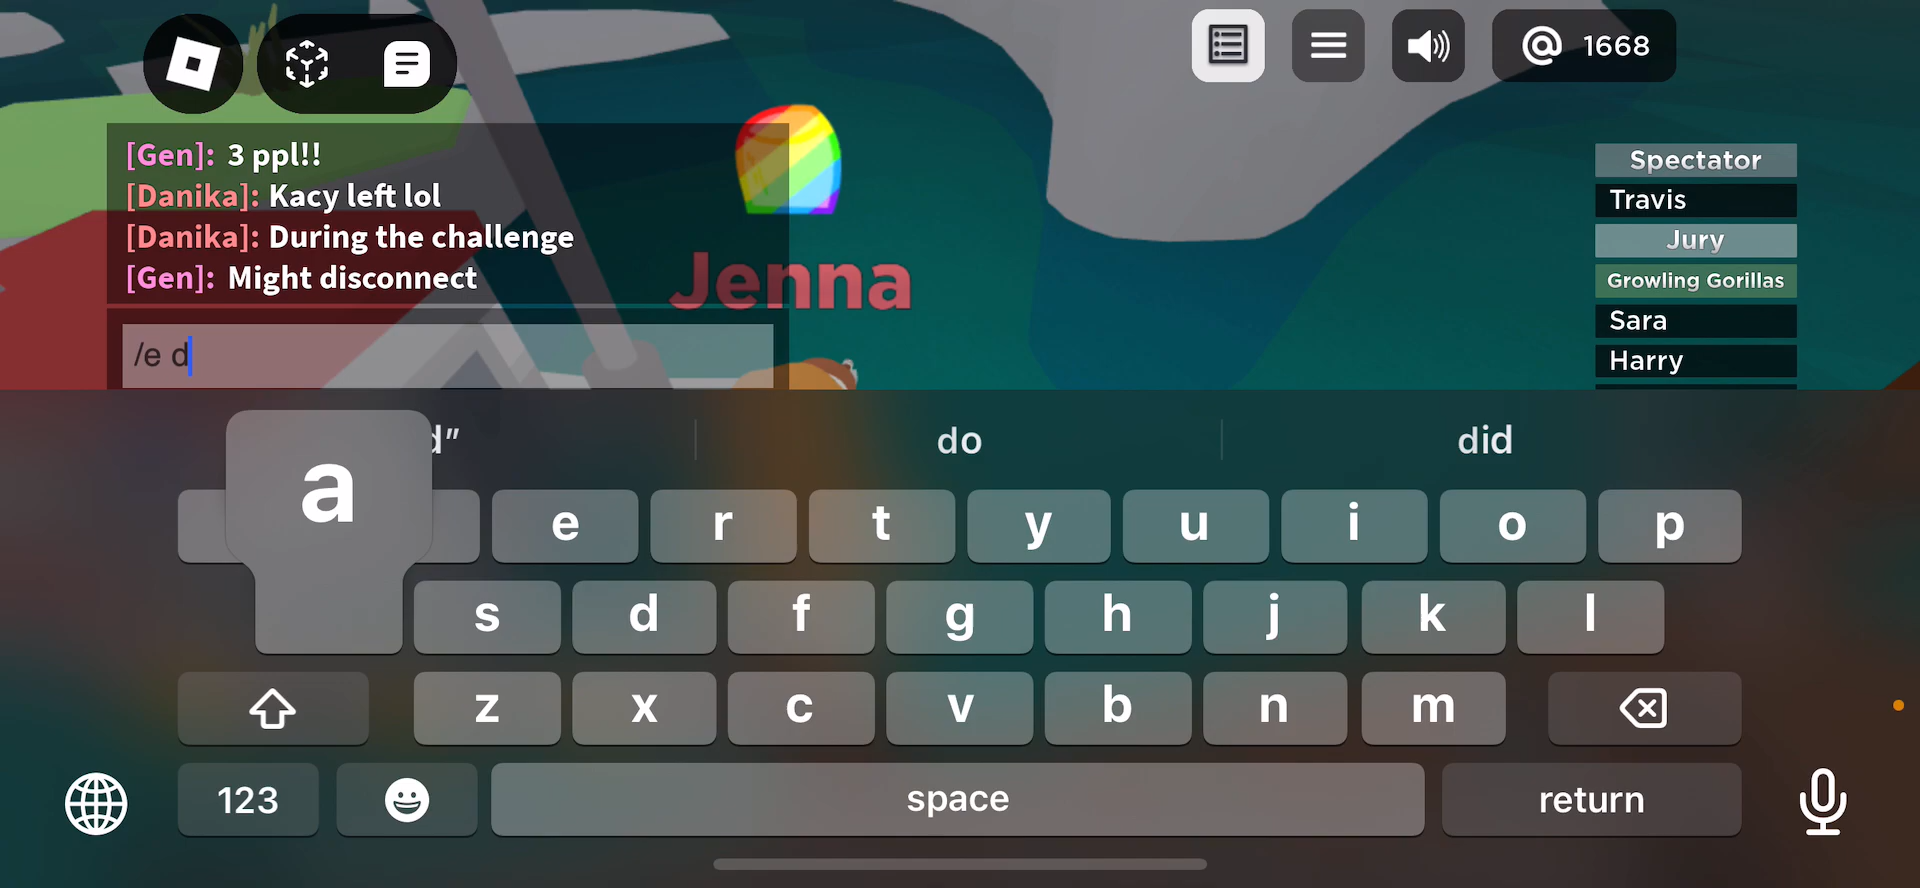 1668
[Gen]: 3 ppl!!
[Danika]: Kacy left lol
[Danika]: During the challenge
[Gen]: Might disconnect
/e d
Jenna
Spectator
Travis
Jury
Growling Gorillas
Sara
Harry
d” do did
a
e r t y u i o p
s d f g h j k l
z x c v b n m
123 space return